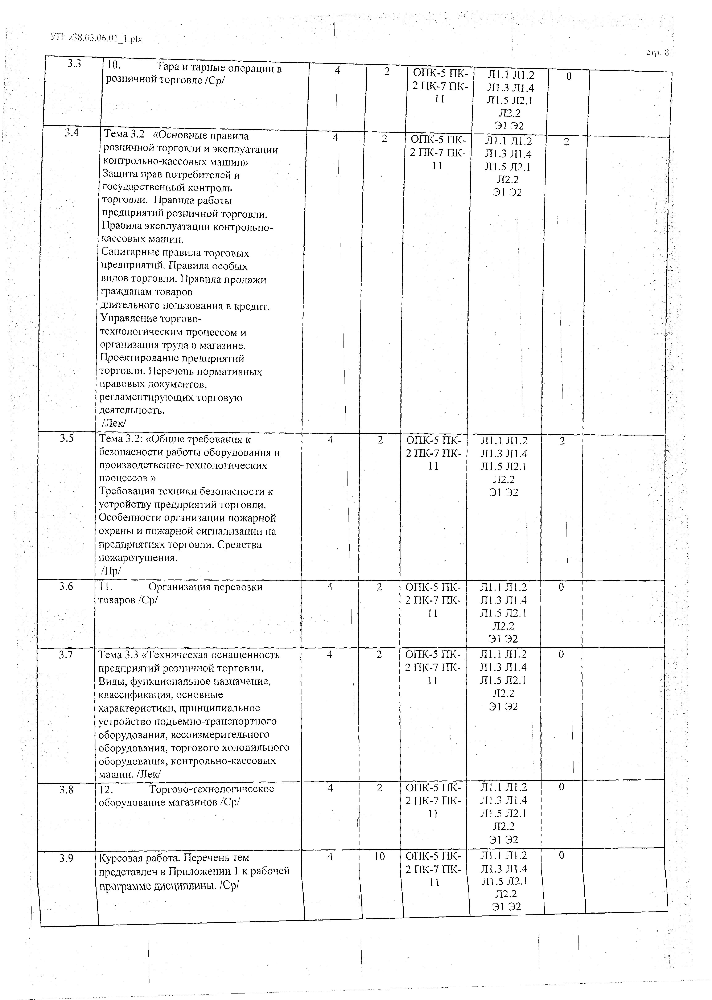 УП: z38.03.06.01_1.plx
стр. 8
3.3
10. Тара и тарные операции в
розничной торговле /Ср/
4
2
ОПК-5 ПК-
2 ПК-7 ПК-
11
Л1.1 Л1.2
Л1.3 Л1.4
Л1.5 Л2.1
Л2.2
Э1 Э2
0
3.4
Тема 3.2 «Основные правила
розничной торговли и эксплуатации
контрольно-кассовых машин»
Защита прав потребителей и
государственный контроль
торговли. Правила работы
предприятий розничной торговли.
Правила эксплуатации контрольно-
кассовых машин.
Санитарные правила торговых
предприятий. Правила особых
видов торговли. Правила продажи
гражданам товаров
длительного пользования в кредит.
Управление торгово-
технологическим процессом и
организация труда в магазине.
Проектирование предприятий
торговли. Перечень нормативных
правовых документов,
регламентирующих торговую
деятельность.
/Лек/
4
2
ОПК-5 ПК-
2 ПК-7 ПК-
11
Л1.1 Л1.2
Л1.3 Л1.4
Л1.5 Л2.1
Л2.2
Э1 Э2
2
3.5
Тема 3.2: «Общие требования к
безопасности работы оборудования и
производственно-технологических
процессов »
Требования техники безопасности к
устройству предприятий торговли.
Особенности организации пожарной
охраны и пожарной сигнализации на
предприятиях торговли. Средства
пожаротушения.
/Пр/
4
2
ОПК-5 ПК-
2 ПК-7 ПК-
11
Л1.1 Л1.2
Л1.3 Л1.4
Л1.5 Л2.1
Л2.2
Э1 Э2
2
3.6
11. Организация перевозки
товаров /Ср/
4
2
ОПК-5 ПК-
2 ПК-7 ПК-
11
Л1.1 Л1.2
Л1.3 Л1.4
Л1.5 Л2.1
Л2.2
Э1 Э2
0
3.7
Тема 3.3 «Техническая оснащенность
предприятий розничной торговли.
Виды, функциональное назначение,
классификация, основные
характеристики, принципиальное
устройство подъемно-транспортного
оборудования, весоизмерительного
оборудования, торгового холодильного
оборудования, контрольно-кассовых
машин. /Лек/
4
2
ОПК-5 ПК-
2 ПК-7 ПК-
11
Л1.1 Л1.2
Л1.3 Л1.4
Л1.5 Л2.1
Л2.2
Э1 Э2
0
3.8
12. Торгово-технологическое
оборудование магазинов /Ср/
4
2
ОПК-5 ПК-
2 ПК-7 ПК-
11
Л1.1 Л1.2
Л1.3 Л1.4
Л1.5 Л2.1
Л2.2
Э1 Э2
0
3.9
Курсовая работа. Перечень тем
представлен в Приложении 1 к рабочей
программе дисциплины. /Ср/
4
10
ОПК-5 ПК-
2 ПК-7 ПК-
11
Л1.1 Л1.2
Л1.3 Л1.4
Л1.5 Л2.1
Л2.2
Э1 Э2
0